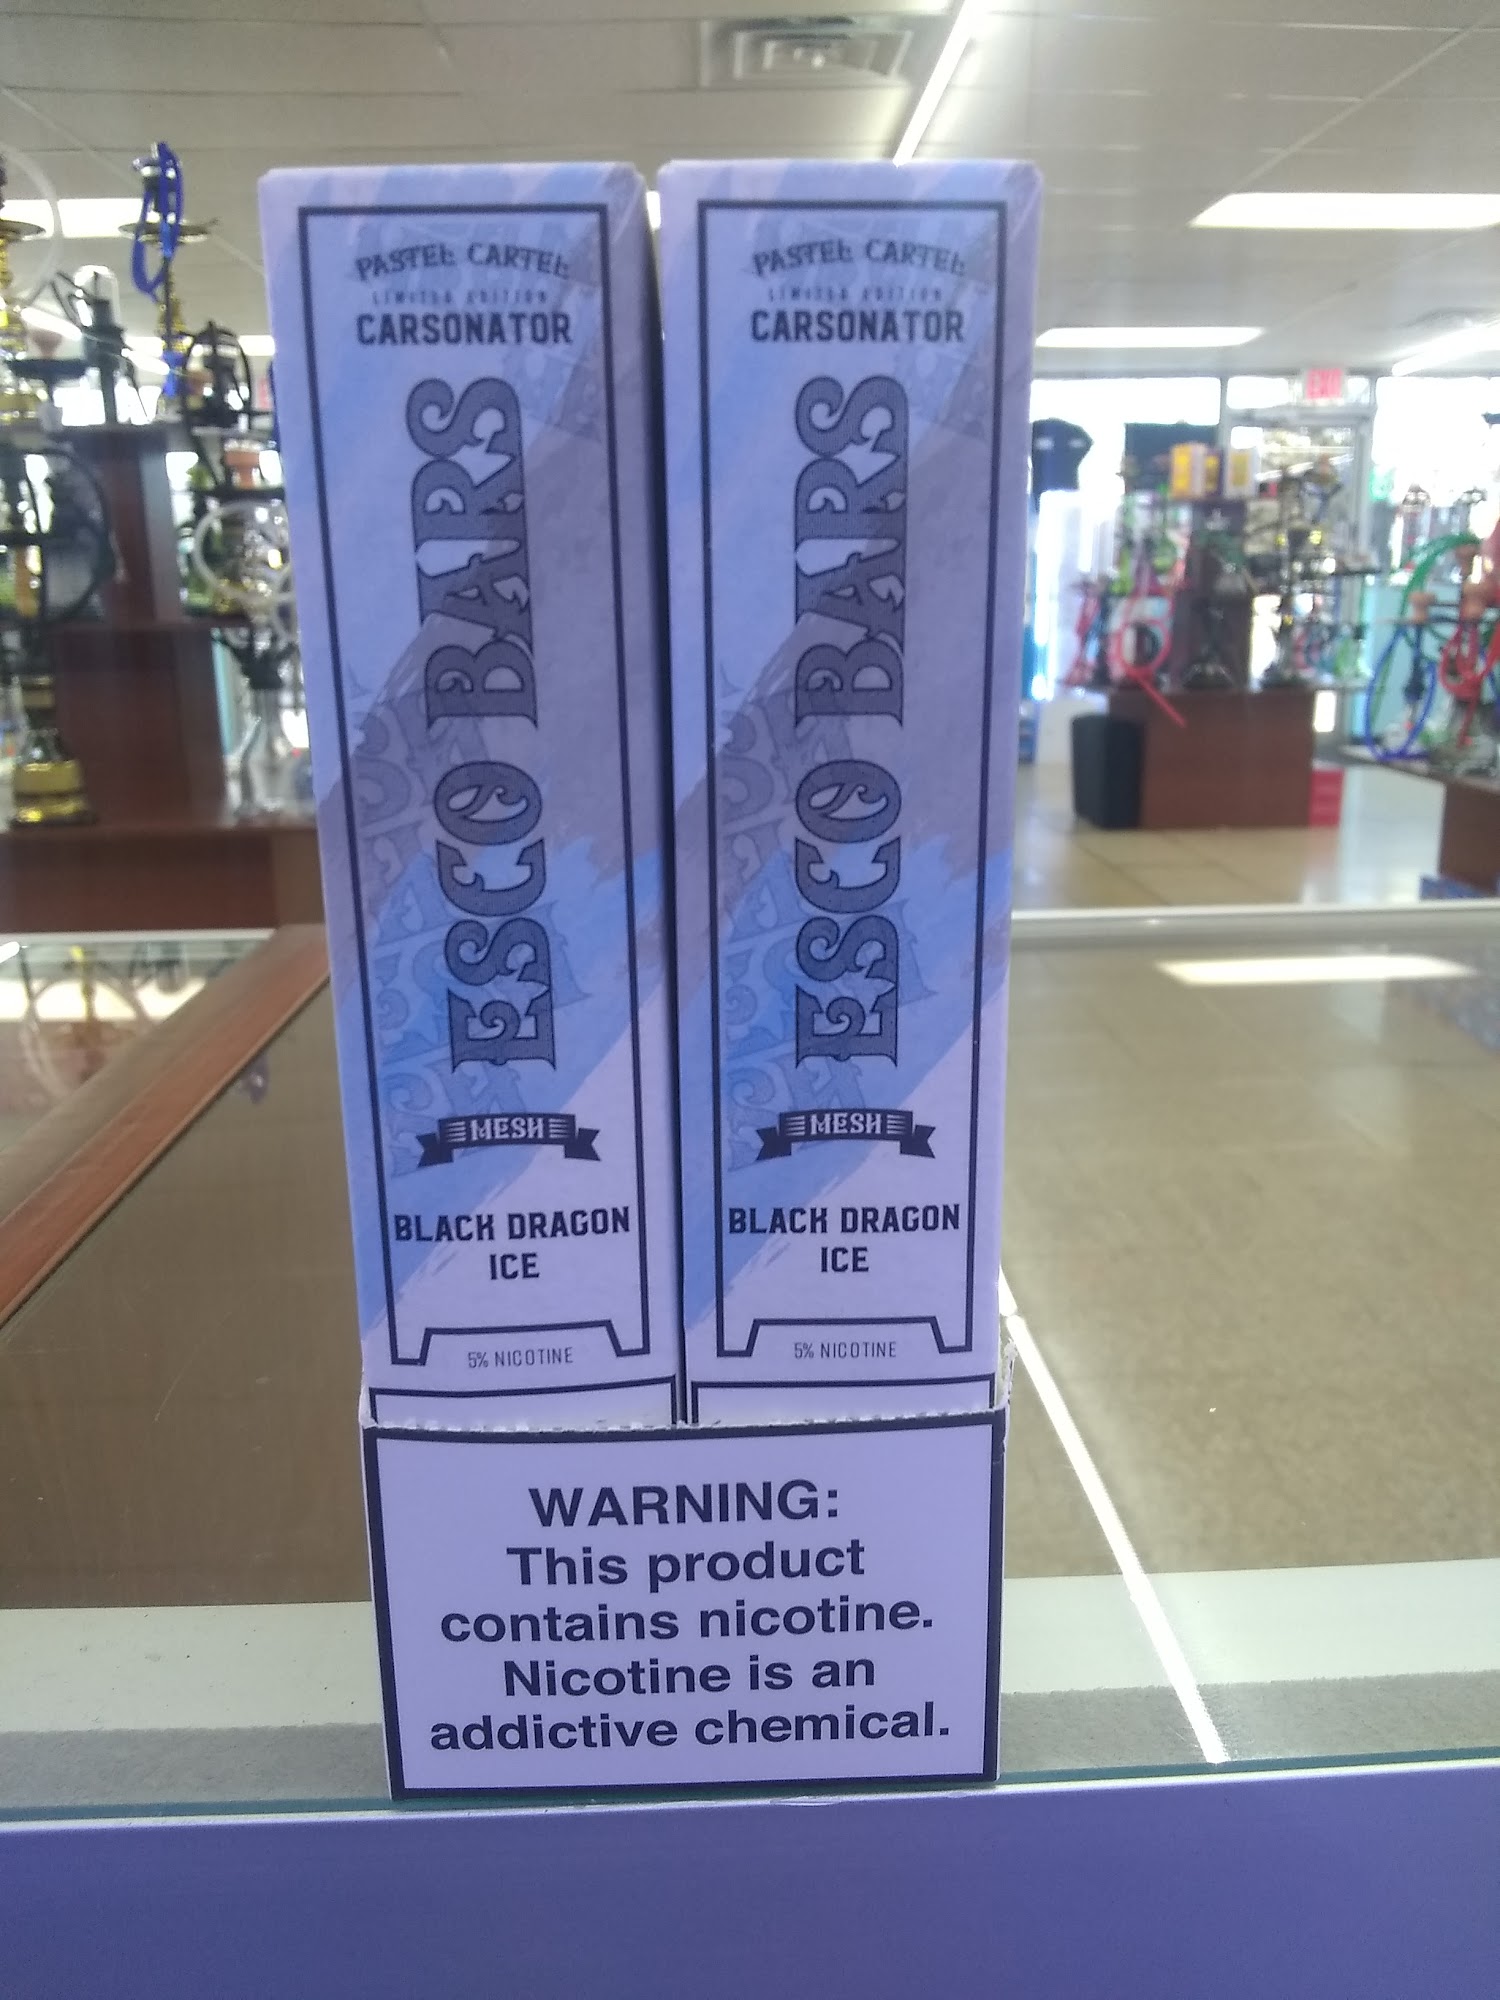 PASTEL CARTEL
LIMITED EDITION
CARSONATOR
ESCO BARS
MESH
BLACK DRAGON
ICE
5% NICOTINE
PASTEL CARTEL
LIMITED EDITION
CARSONATOR
ESCO BARS
MESH
BLACK DRAGON
ICE
5% NICOTINE
WARNING:
This product
contains nicotine.
Nicotine is an
addictive chemical.
EXIT